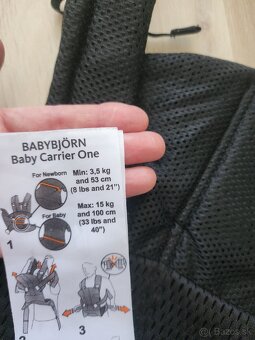 BABYBJÖRN
Baby Carrier One
For Newborn
Min: 3,5 kg
and 53 cm
(8 lbs and 21")
For Baby
Max: 15 kg
and 100 cm
(33 lbs and
40")
1
2
3